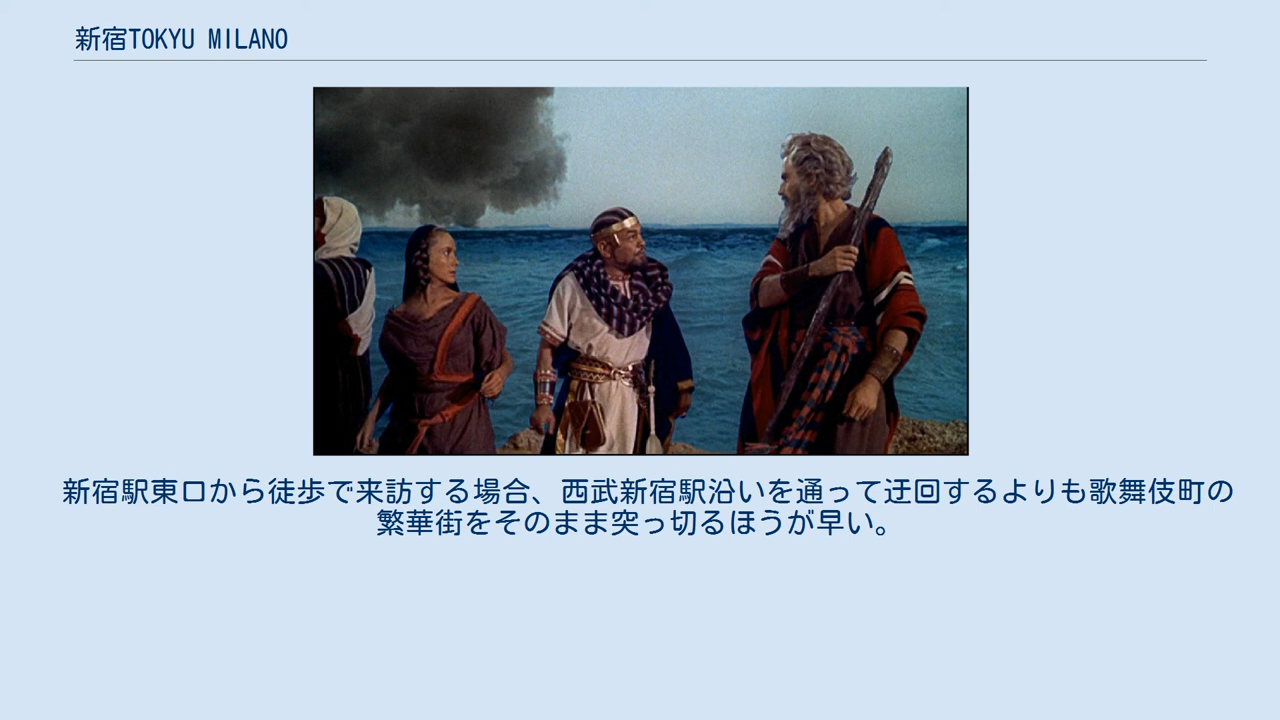 新宿TOKYU MILANO
新宿駅東口から徒歩で来訪する場合、西武新宿駅沿いを通って迂回するよりも歌舞伎町の
繁華街をそのまま突っ切るほうが早い。